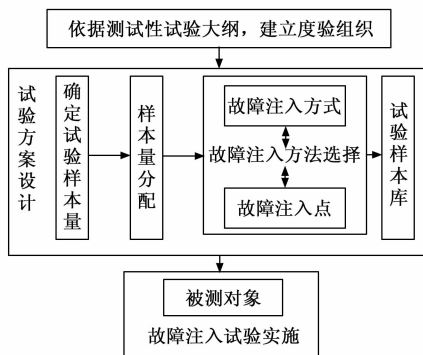 依据测试性试验大纲，建立度验组织
试验方案设计
确定试验样本量
样本量分配
故障注入方式
故障注入方法选择
故障注入点
试验样本库
被测对象
故障注入试验实施